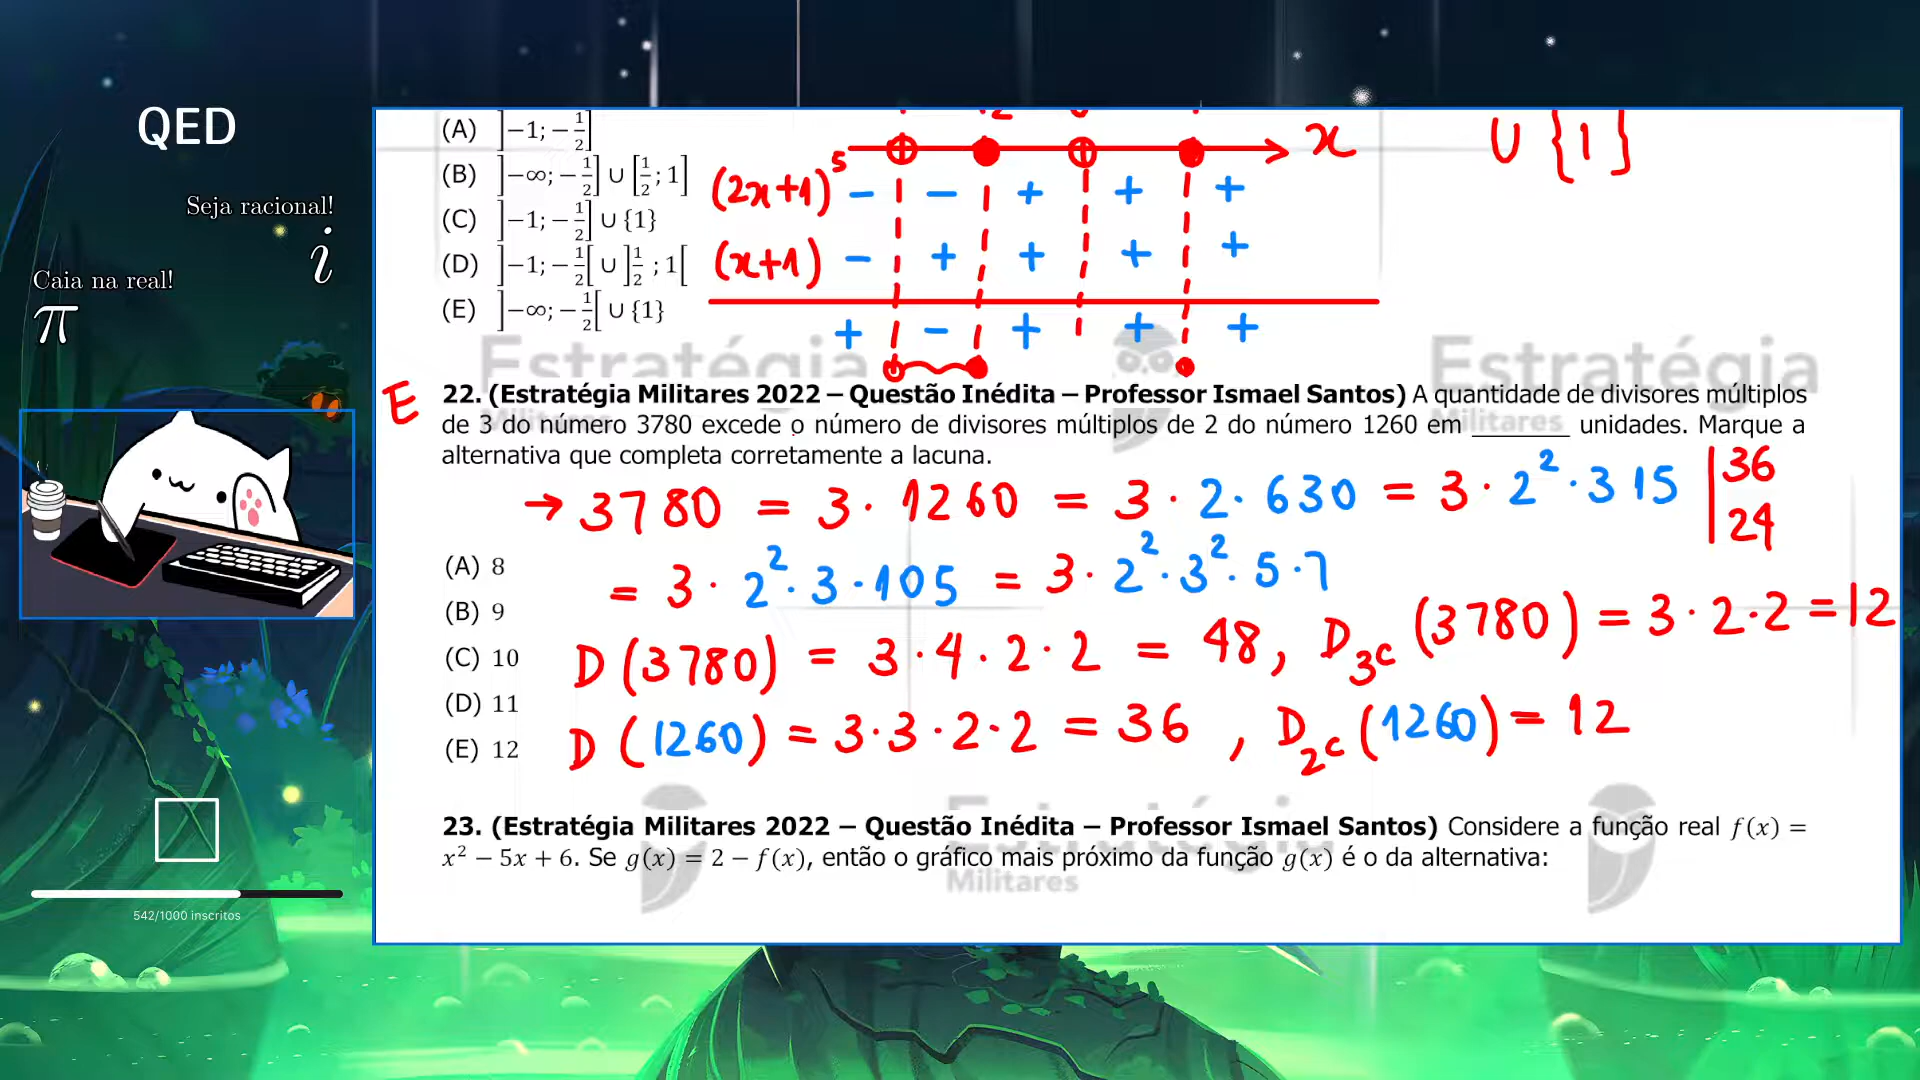 QED
Seja racional!
i
Caia na real!
π
542/1000 inscritos
(A) ]−1; −1/2]
(B) ]−∞; −1/2] ∪ [1/2; 1]
(C) ]−1; −1/2] ∪ {1}
(D) ]−1; −1/2[ ∪ ]1/2; 1[
(E) ]−∞; −1/2[ ∪ {1}
x
∪ {1}
(2x+1)^5 − − + + +
(x+1) − + + + +
+ − + + +
Estratégia
Estratégia
E
22. (Estratégia Militares 2022 – Questão Inédita – Professor Ismael Santos) A quantidade de divisores múltiplos
de 3 do número 3780 excede o número de divisores múltiplos de 2 do número 1260 em ________ unidades. Marque a
alternativa que completa corretamente a lacuna.
Militares
Militares
→ 3780 = 3 · 1260 = 3 · 2 · 630 = 3 · 2² · 315 | 36
24
= 3 · 2² · 3 · 105 = 3 · 2² · 3² · 5 · 7
D(3780) = 3 · 4 · 2 · 2 = 48, D3c(3780) = 3 · 2 · 2 = 12
D(1260) = 3·3·2·2 = 36, D2c(1260) = 12
(A) 8
(B) 9
(C) 10
(D) 11
(E) 12
Estratégia
23. (Estratégia Militares 2022 – Questão Inédita – Professor Ismael Santos) Considere a função real f(x) =
x² − 5x + 6. Se g(x) = 2 − f(x), então o gráfico mais próximo da função g(x) é o da alternativa:
Militares